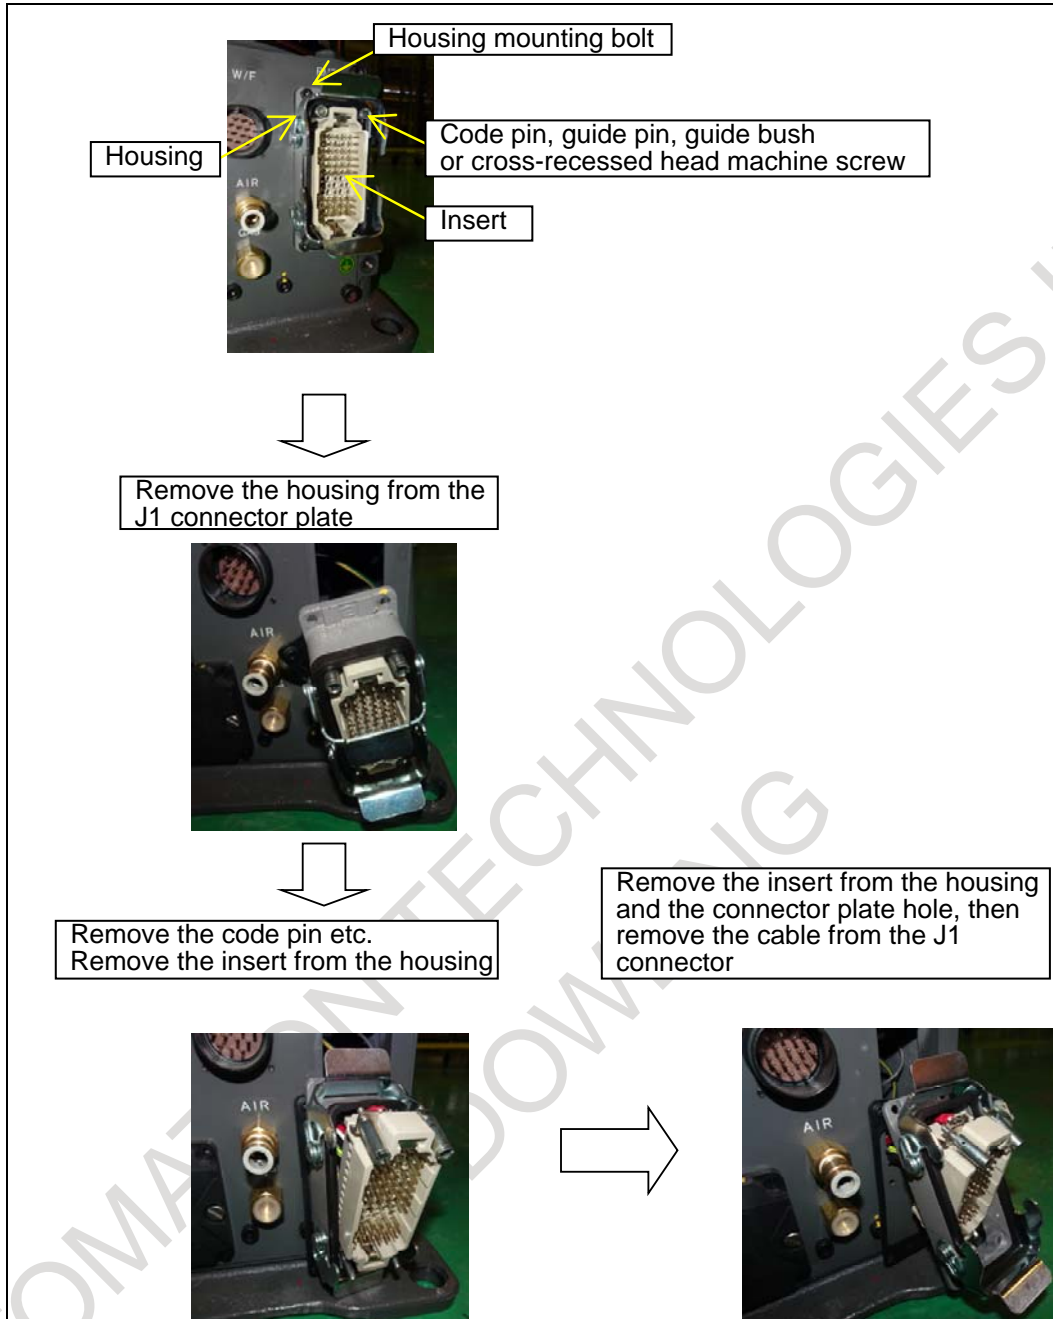 Housing mounting bolt
W/F
Housing
Code pin, guide pin, guide bush
or cross-recessed head machine screw
AIR
Insert
Remove the housing from the
J1 connector plate
AIR
Remove the code pin etc.
Remove the insert from the housing
Remove the insert from the housing
and the connector plate hole, then
remove the cable from the J1
connector
AIR
AIR